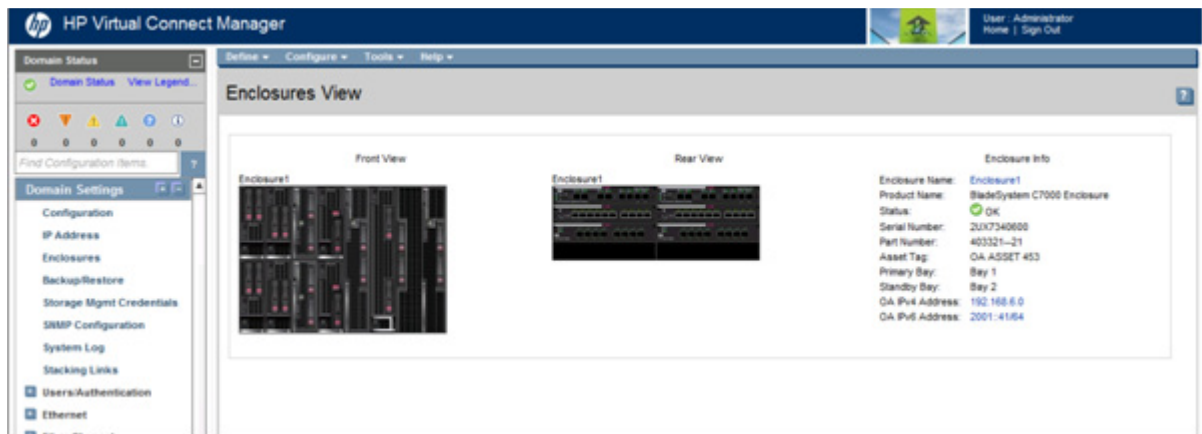 hp HP Virtual Connect Manager
User : Administrator
Home | Sign Out
Domain Status
Domain Status View Legend...
0 0 0 0 0 0
Find Configuration Items.
Domain Settings
Configuration
IP Address
Enclosures
Backup/Restore
Storage Mgmt Credentials
SNMP Configuration
System Log
Stacking Links
Users/Authentication
Ethernet
Define Configure Tools Help
Enclosures View
Front View
Enclosure1
Rear View
Enclosure1
Enclosure Info
Enclosure Name: Enclosure1
Product Name: BladeSystem C7000 Enclosure
Status: OK
Serial Number: 2UX7340600
Part Number: 403321--21
Asset Tag: OA ASSET 453
Primary Bay: Bay 1
Standby Bay: Bay 2
OA IPv4 Address: 192.168.6.0
OA IPv6 Address: 2001::41/64